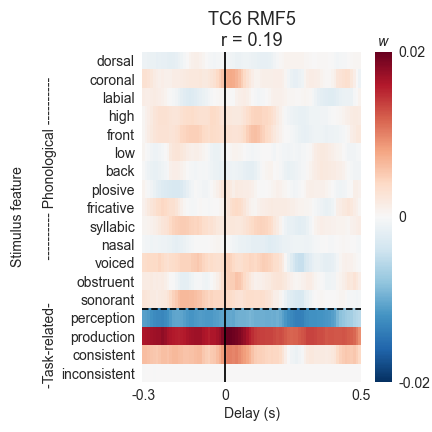 TC6 RMF5
r = 0.19
w
dorsal
coronal
labial
high
front
low
back
plosive
fricative
syllabic
nasal
voiced
obstruent
sonorant
perception
production
consistent
inconsistent
Stimulus feature
-Task-related- ---------- Phonological ----------
0.02
0
-0.02
-0.3
0
0.5
Delay (s)